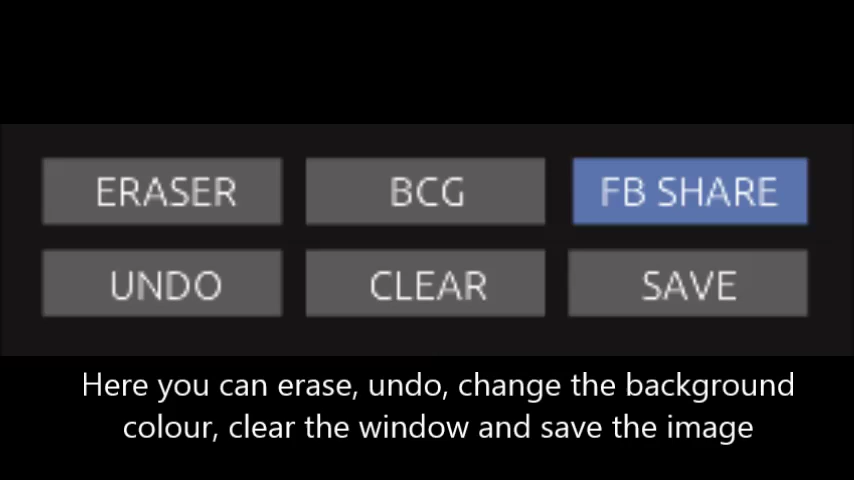 ERASER BCG FB SHARE
UNDO CLEAR SAVE
Here you can erase, undo, change the background
colour, clear the window and save the image